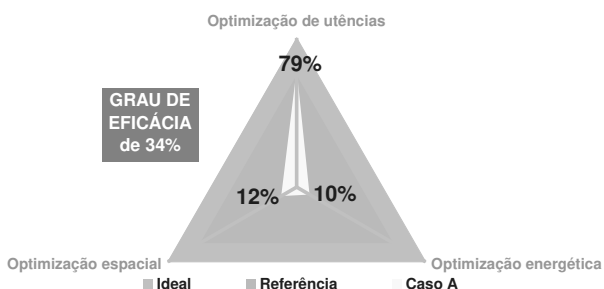 Optimização de utências
79%
GRAU DE
EFICÁCIA
de 34%
12%
10%
Optimização espacial
Optimização energética
Ideal
Referência
Caso A